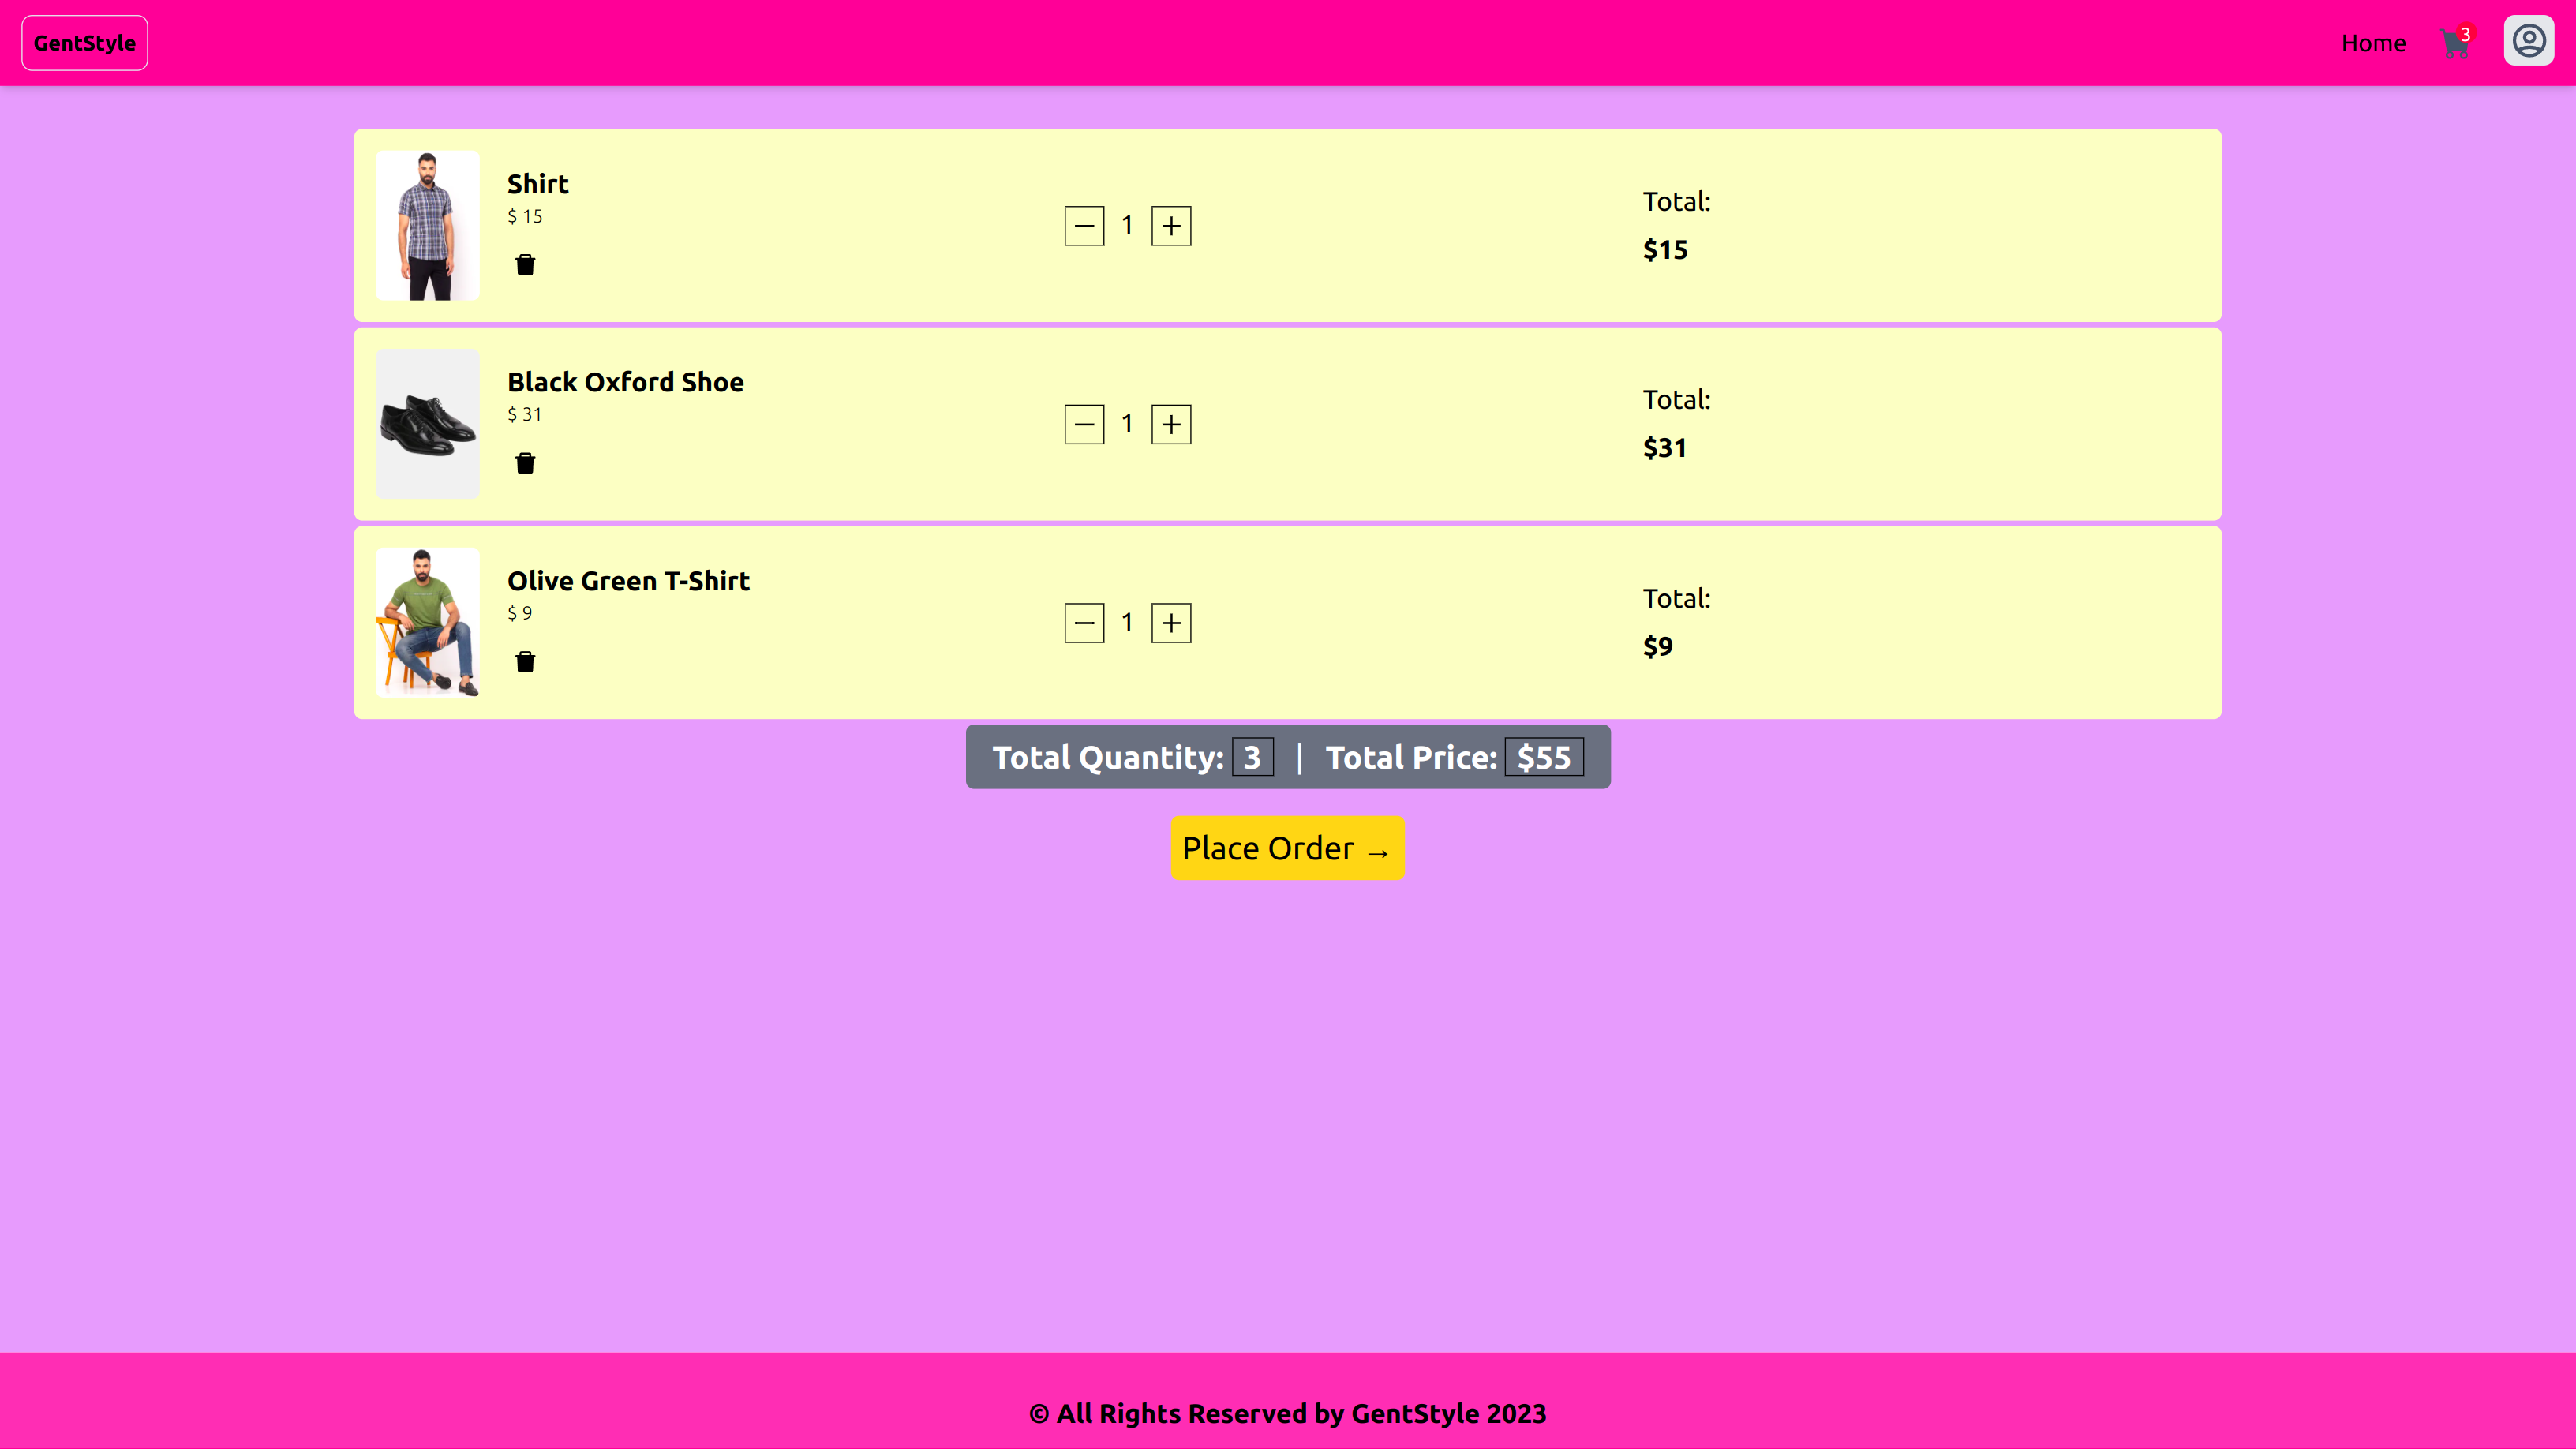 GentStyle
Home
3
Shirt
$ 15
1
Total:
$15
Black Oxford Shoe
$ 31
1
Total:
$31
Olive Green T-Shirt
$ 9
1
Total:
$9
Total Quantity: 3 | Total Price: $55
Place Order →
© All Rights Reserved by GentStyle 2023